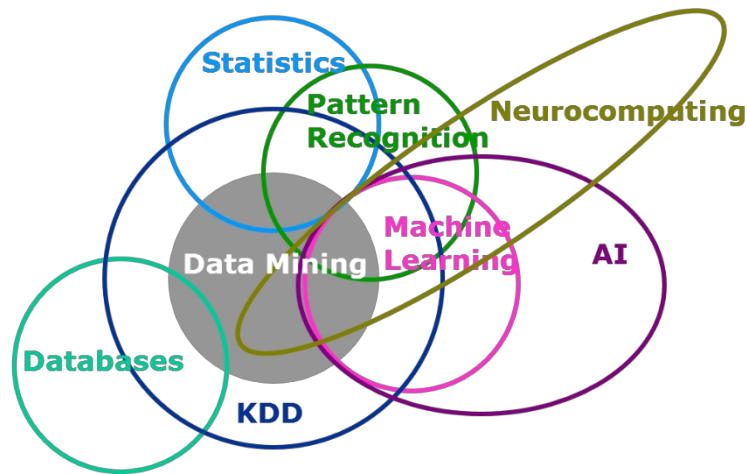 Statistics
Pattern
Recognition
Neurocomputing
Machine
Learning
AI
Data Mining
Databases
KDD